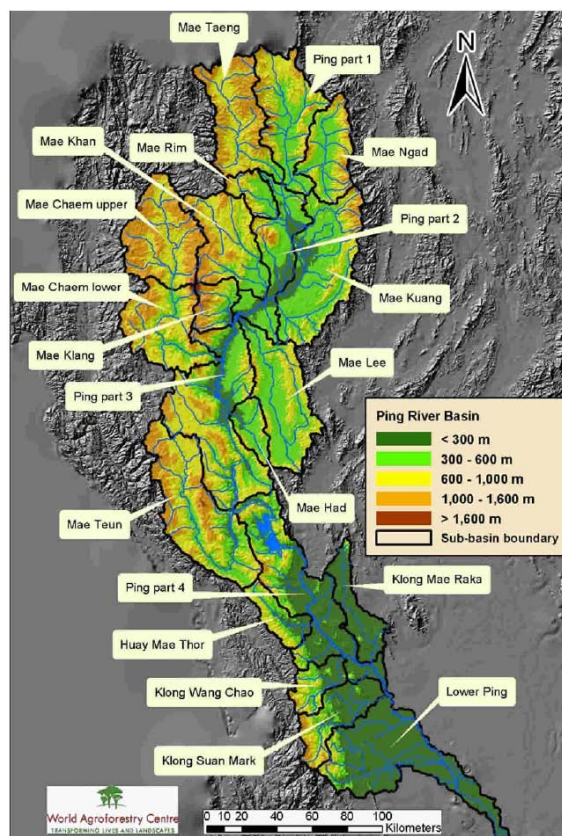 Mae Taeng
Ping part 1
N
Mae Khan
Mae Rim
Mae Ngad
Mae Chaem upper
Ping part 2
Mae Chaem lower
Mae Kuang
Mae Klang
Mae Lee
Ping part 3
Ping River Basin
< 300 m
300 - 600 m
600 - 1,000 m
1,000 - 1,600 m
> 1,600 m
Sub-basin boundary
Mae Teun
Mae Had
Klong Mae Raka
Ping part 4
Huay Mae Thor
Klong Wang Chao
Lower Ping
Klong Suan Mark
World Agroforestry Centre
TRANSFORMING LIVES AND LANDSCAPES
0 10 20 40 60 80 100
Kilometers